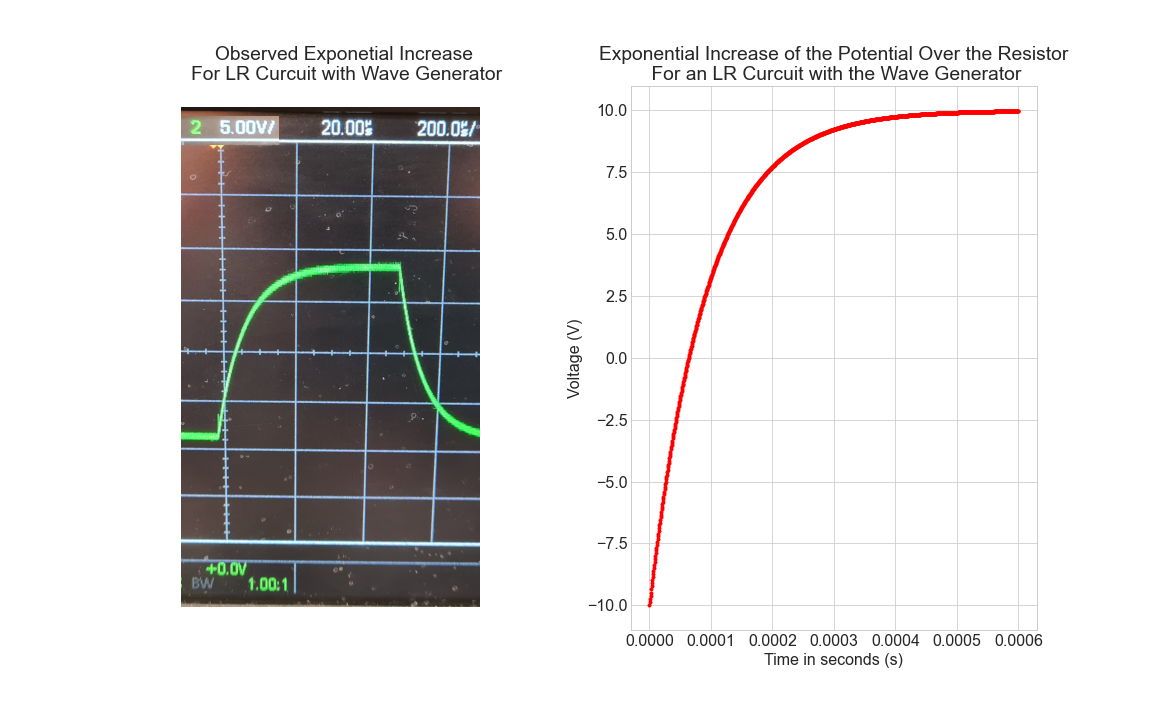 Observed Exponetial Increase
For LR Curcuit with Wave Generator
2 5.00V/ 20.00µs 200.0µs/
+0.0V
BW 1.00:1
Exponential Increase of the Potential Over the Resistor
For an LR Curcuit with the Wave Generator
10.0
7.5
5.0
2.5
0.0
−2.5
−5.0
−7.5
−10.0
Voltage (V)
0.0000 0.0001 0.0002 0.0003 0.0004 0.0005 0.0006
Time in seconds (s)